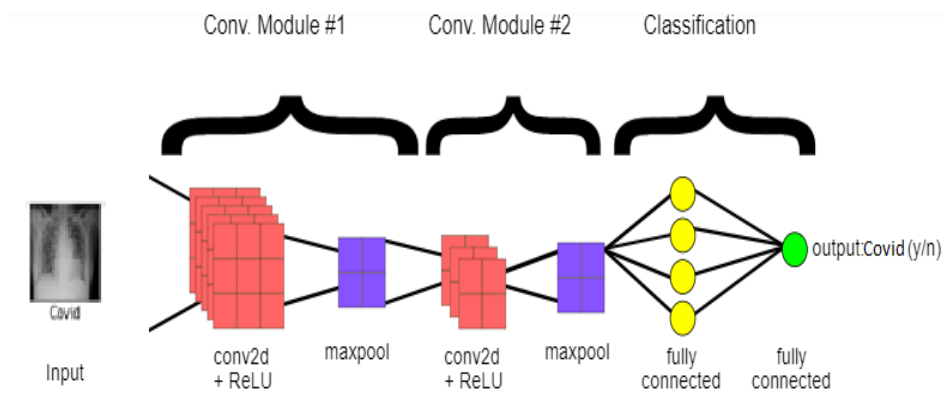 Conv. Module #1
Conv. Module #2
Classification
output:Covid (y/n)
Covid
Input
conv2d
+ ReLU
maxpool
conv2d
+ ReLU
maxpool
fully
connected
fully
connected